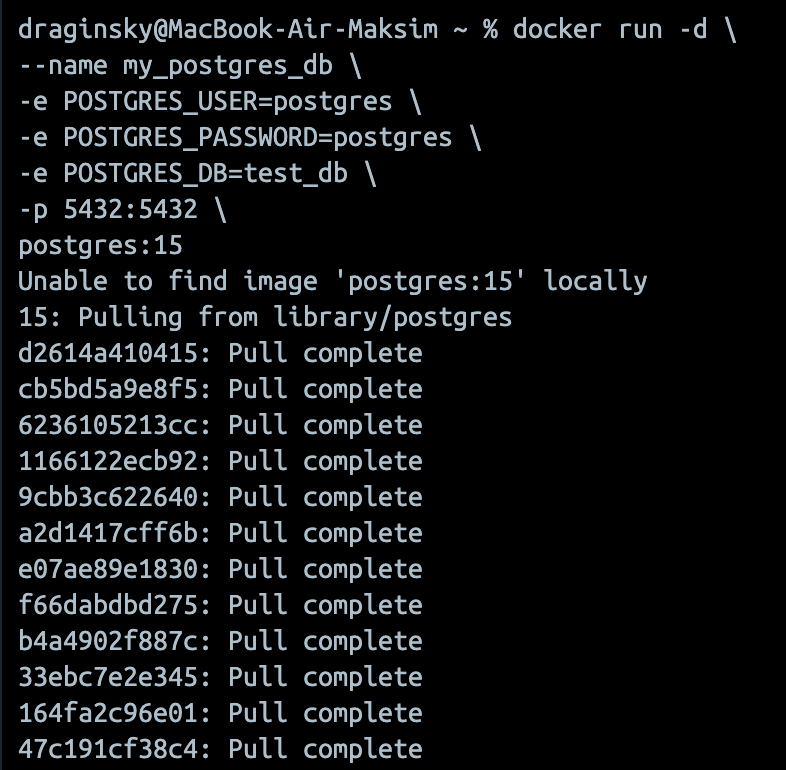 draginsky@MacBook-Air-Maksim ~ % docker run -d \
--name my_postgres_db \
-e POSTGRES_USER=postgres \
-e POSTGRES_PASSWORD=postgres \
-e POSTGRES_DB=test_db \
-p 5432:5432 \
postgres:15
Unable to find image 'postgres:15' locally
15: Pulling from library/postgres
d2614a410415: Pull complete
cb5bd5a9e8f5: Pull complete
6236105213cc: Pull complete
1166122ecb92: Pull complete
9cbb3c622640: Pull complete
a2d1417cff6b: Pull complete
e07ae89e1830: Pull complete
f66dabdbd275: Pull complete
b4a4902f887c: Pull complete
33ebc7e2e345: Pull complete
164fa2c96e01: Pull complete
47c191cf38c4: Pull complete